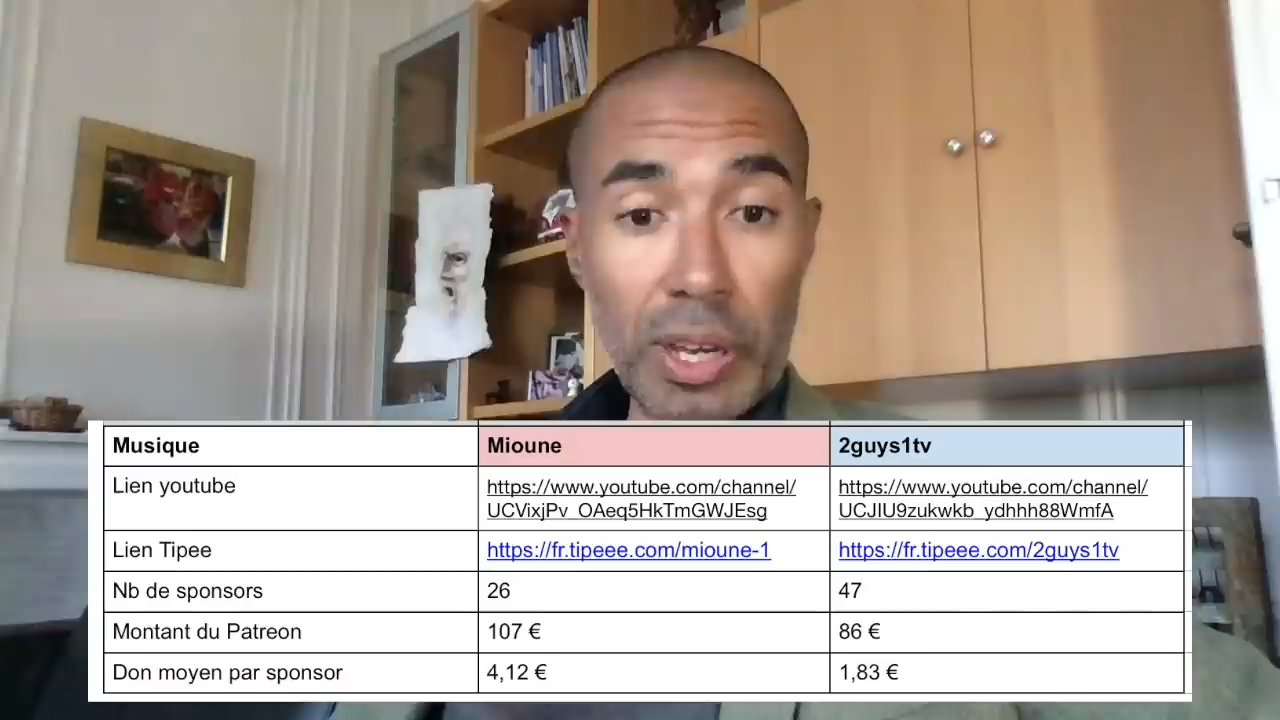 Musique Mioune 2guys1tv
Lien youtube https://www.youtube.com/channel/ https://www.youtube.com/channel/
UCVixjPv_OAeq5HkTmGWJEsg UCJIU9zukwkb_ydhhh88WmfA
Lien Tipee https://fr.tipeee.com/mioune-1 https://fr.tipeee.com/2guys1tv
Nb de sponsors 26 47
Montant du Patreon 107 € 86 €
Don moyen par sponsor 4,12 € 1,83 €